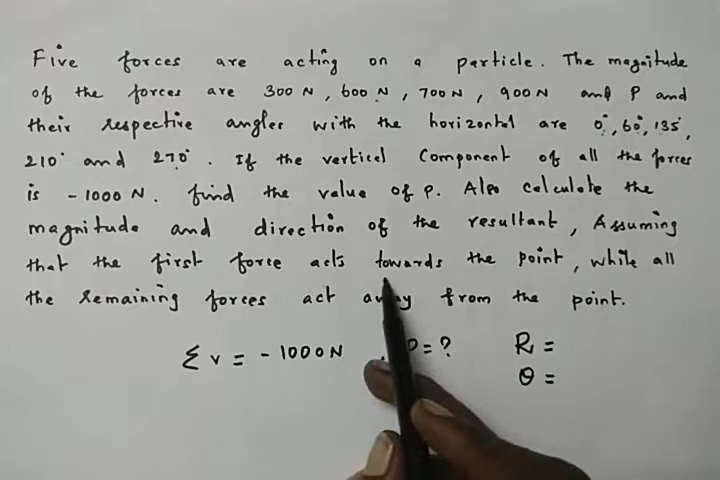 Five forces are acting on a particle. The magnitude
of the forces are 300 N, 600 N, 700 N, 900 N and P and
their respective angles with the horizontal are 0°, 60°, 135°,
210° and 270°. If the vertical component of all the forces
is -1000 N. find the value of P. Also calculate the
magnitude and direction of the resultant, Assuming
that the first force acts towards the point, while all
the remaining forces act away from the point.
Σv = -1000N P=? R =
θ =